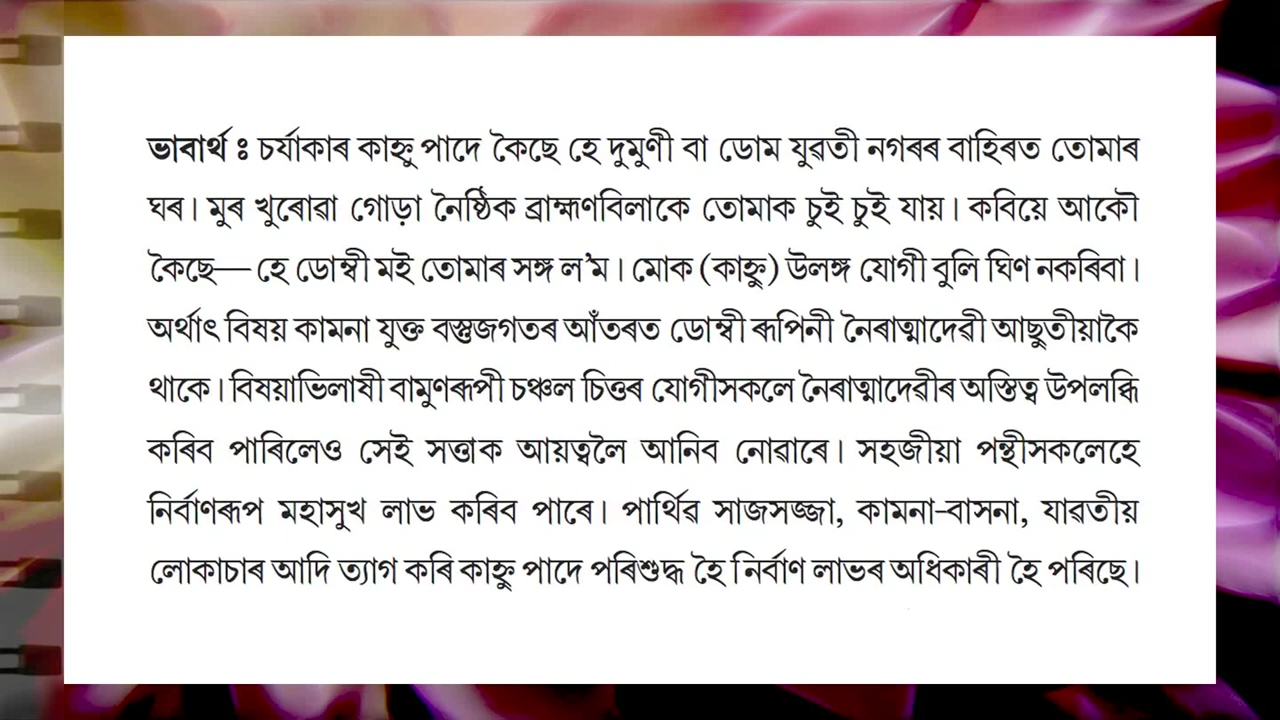 ভাবাৰ্থ : চৰ্যাকাৰ কাহ্নু পাদে কৈছে হে দুমুণী বা ডোম যুৱতী নগৰৰ বাহিৰত তোমাৰ
ঘৰ। মুৰ খুৰোৱা গোড়া নৈষ্ঠিক ব্ৰাহ্মণবিলাকে তোমাক চুই চুই যায়। কবিয়ে আকৌ
কৈছে— হে ডোম্বী মই তোমাৰ সঙ্গ ল’ম। মোক (কাহ্নু) উলঙ্গ যোগী বুলি ঘিণ নকৰিবা।
অৰ্থাৎ বিষয় কামনা যুক্ত বস্তুজগতৰ আঁতৰত ডোম্বী ৰূপিনী নৈৰাত্মাদেৱী আছুতীয়াকৈ
থাকে। বিষয়াভিলাষী বামুণৰূপী চঞ্চল চিত্তৰ যোগীসকলে নৈৰাত্মাদেৱীৰ অস্তিত্ব উপলব্ধি
কৰিব পাৰিলেও সেই সত্তাক আয়ত্বলৈ আনিব নোৱাৰে। সহজীয়া পন্থীসকলেহে
নিৰ্বাণৰূপ মহাসুখ লাভ কৰিব পাৰে। পাৰ্থিৱ সাজসজ্জা, কামনা-বাসনা, যাৱতীয়
লোকাচাৰ আদি ত্যাগ কৰি কাহ্নু পাদে পৰিশুদ্ধ হৈ নিৰ্বাণ লাভৰ অধিকাৰী হৈ পৰিছে।